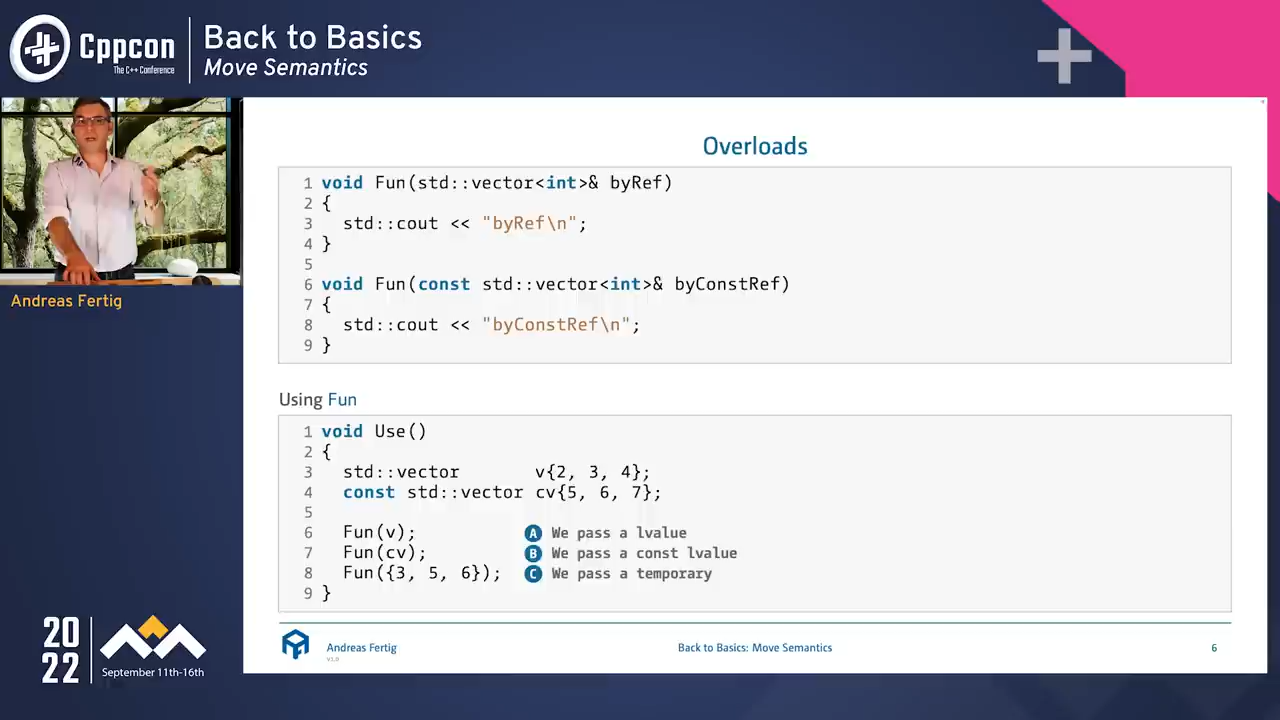 Cppcon
The C++ Conference
Back to Basics
Move Semantics
Andreas Fertig
Overloads
1 void Fun(std::vector<int>& byRef)
2 {
3   std::cout << "byRef\n";
4 }
5
6 void Fun(const std::vector<int>& byConstRef)
7 {
8   std::cout << "byConstRef\n";
9 }
Using Fun
1 void Use()
2 {
3   std::vector       v{2, 3, 4};
4   const std::vector cv{5, 6, 7};
5
6   Fun(v);           A We pass a lvalue
7   Fun(cv);          B We pass a const lvalue
8   Fun({3, 5, 6});   C We pass a temporary
9 }
Andreas Fertig
v1.0
Back to Basics: Move Semantics
6
20
22
September 11th-16th